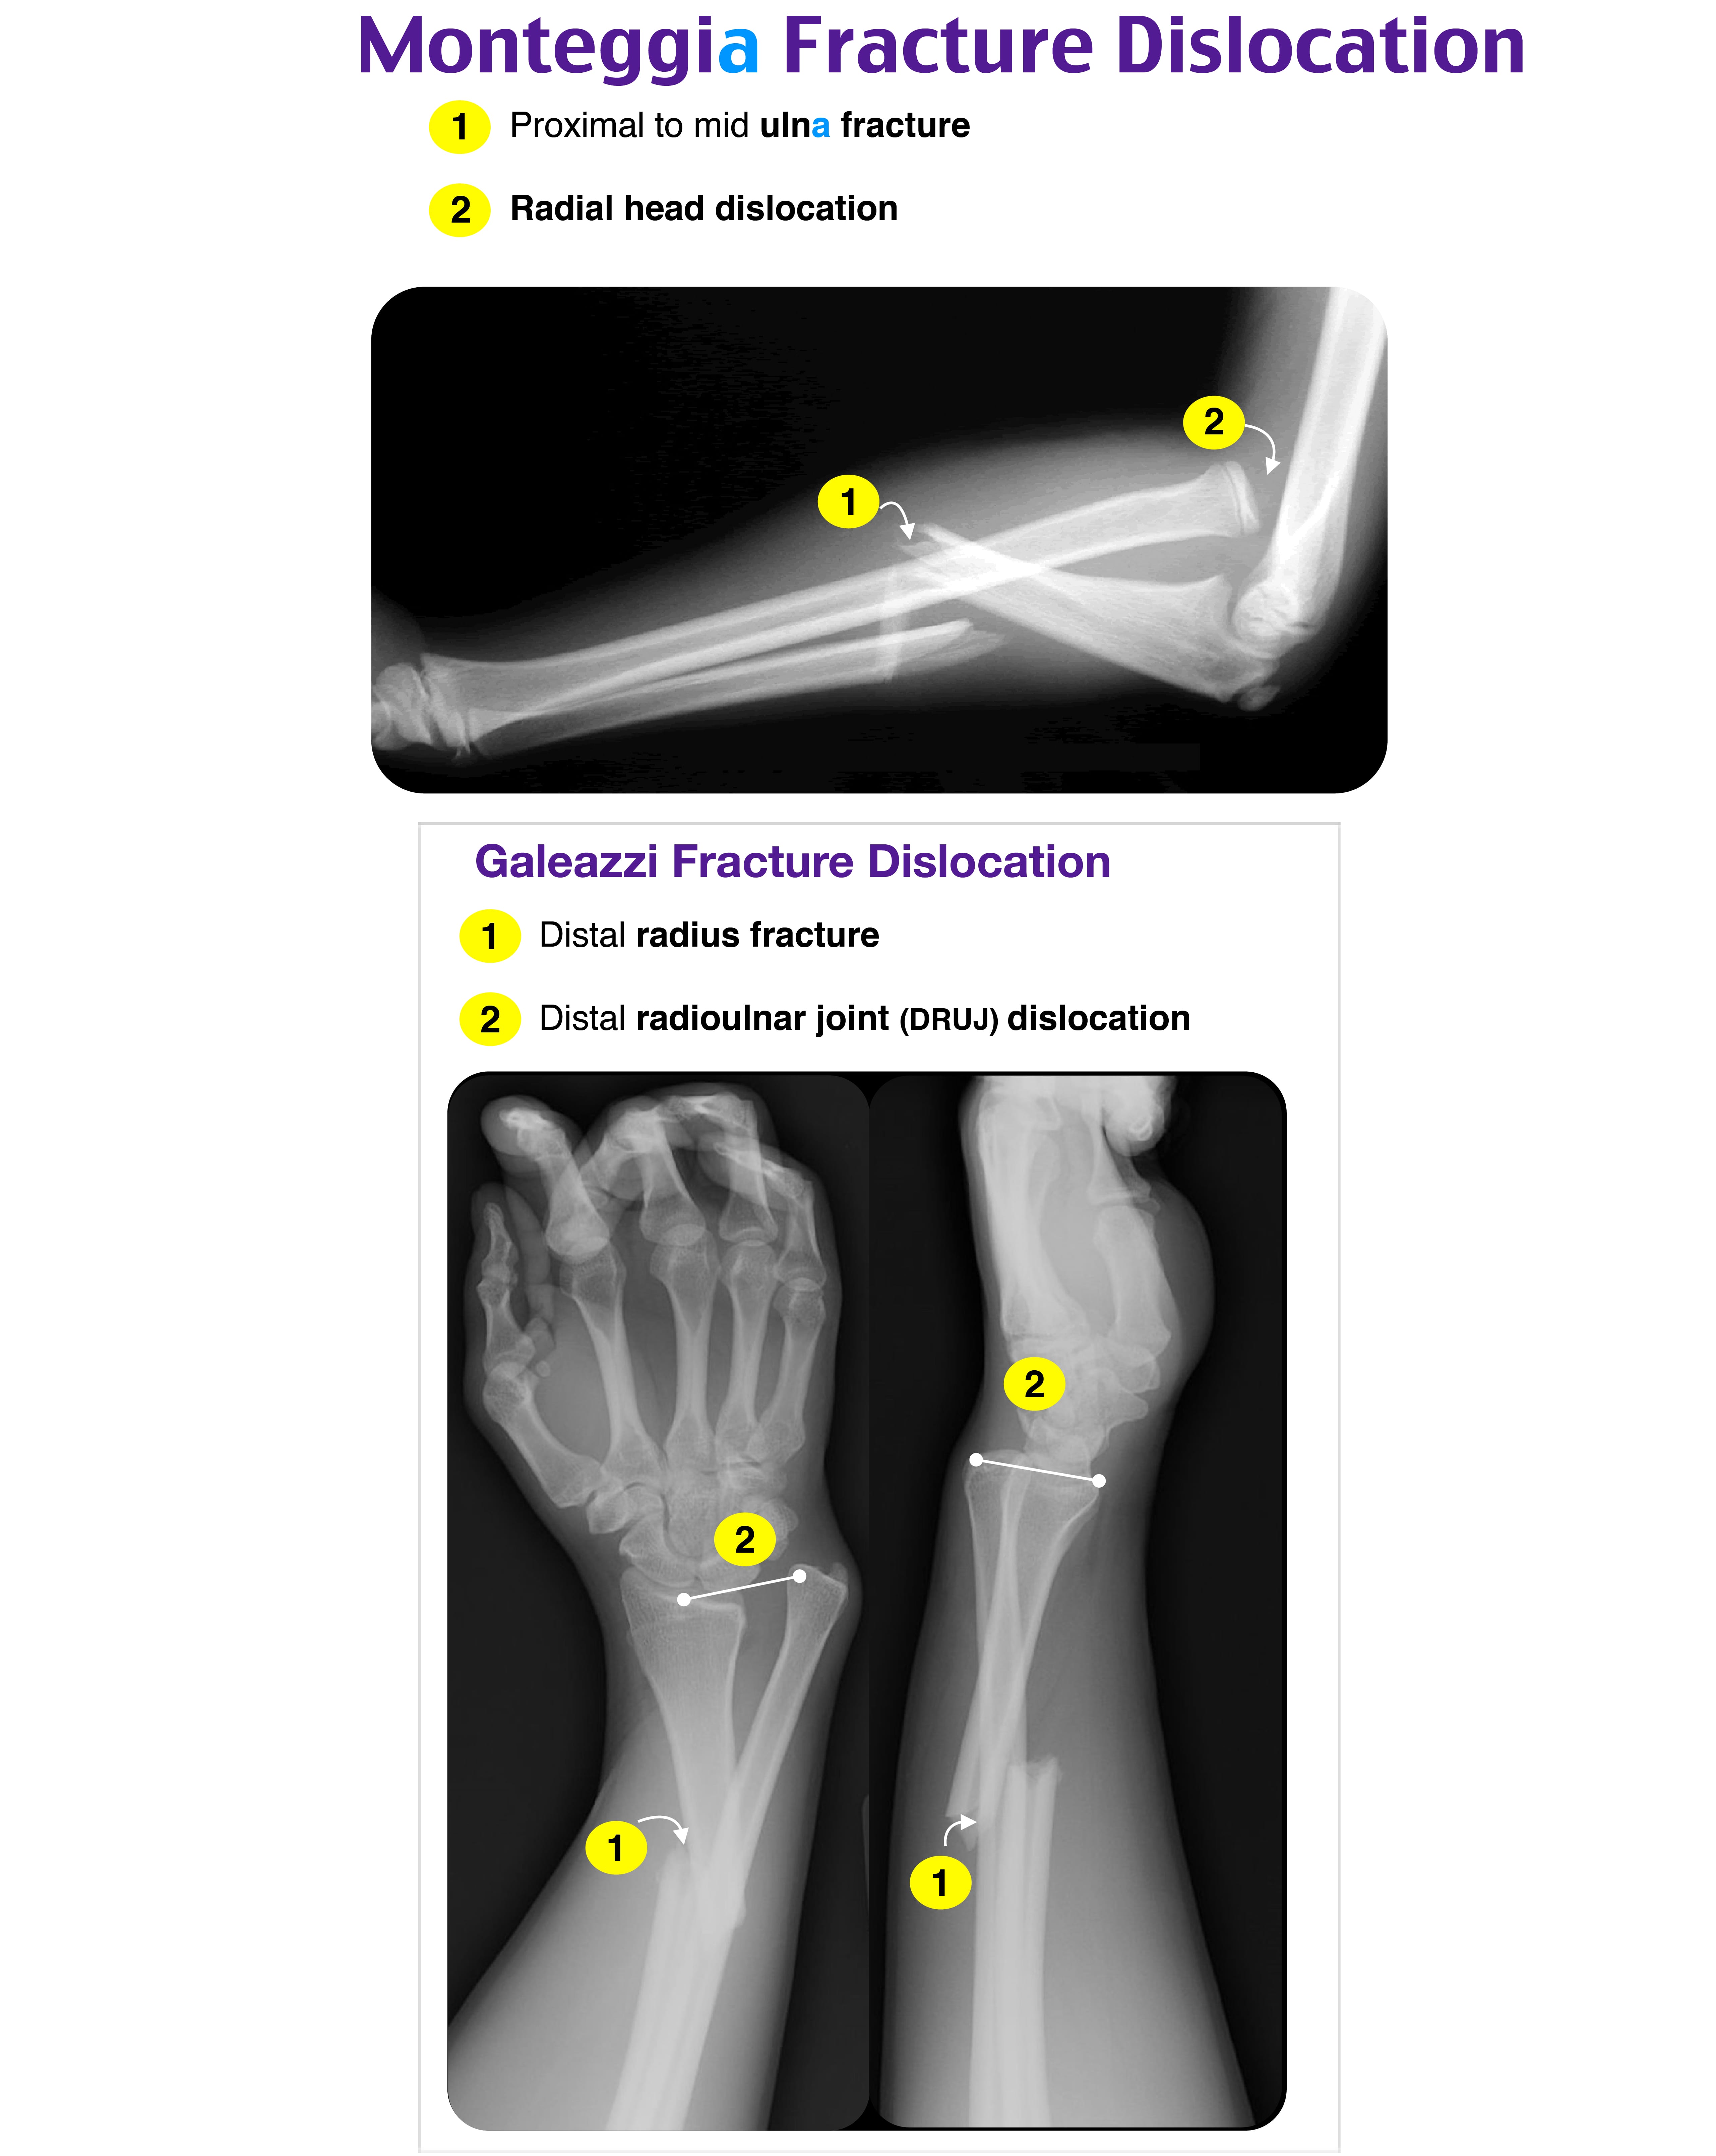 Monteggia Fracture Dislocation
1 Proximal to mid ulna fracture
2 Radial head dislocation
2
1
Galeazzi Fracture Dislocation
1 Distal radius fracture
2 Distal radioulnar joint (DRUJ) dislocation
2
2
1
1